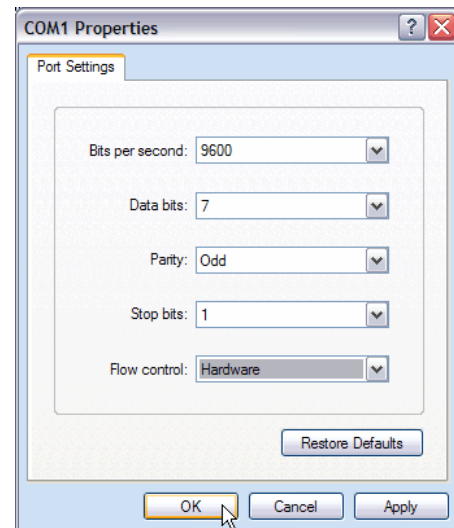 COM1 Properties
?
Port Settings
Bits per second: 9600
Data bits: 7
Parity: Odd
Stop bits: 1
Flow control: Hardware
Restore Defaults
OK Cancel Apply